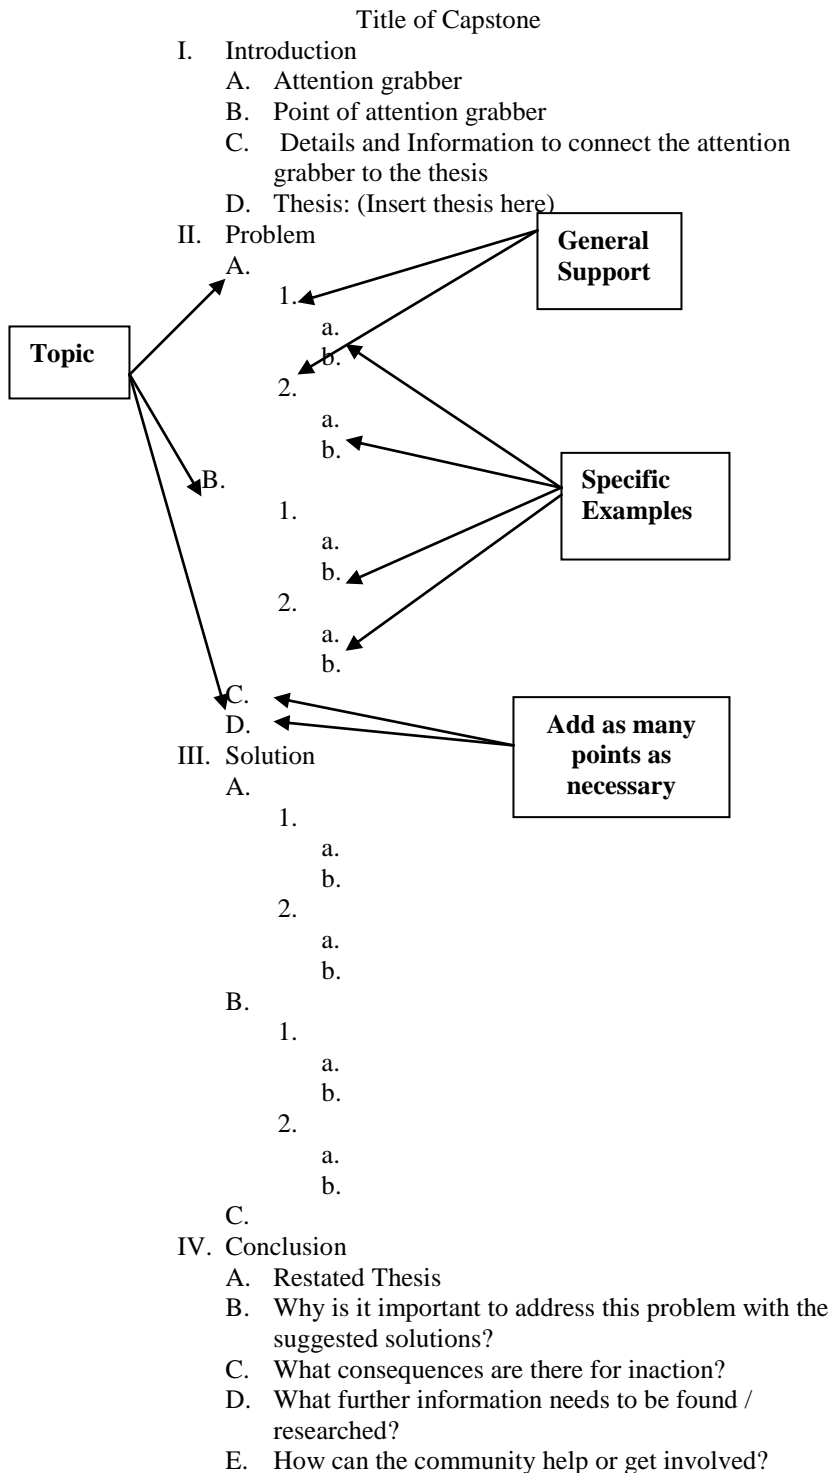 Title of Capstone
I. Introduction
A. Attention grabber
B. Point of attention grabber
C. Details and Information to connect the attention
grabber to the thesis
D. Thesis: (Insert thesis here)
II. Problem
General
Support
A.
1.
a.
b.
Topic
2.
a.
b.
B.
Specific
Examples
1.
a.
b.
2.
a.
b.
C.
D.
Add as many
points as
necessary
III. Solution
A.
1.
a.
b.
2.
a.
b.
B.
1.
a.
b.
2.
a.
b.
C.
IV. Conclusion
A. Restated Thesis
B. Why is it important to address this problem with the
suggested solutions?
C. What consequences are there for inaction?
D. What further information needs to be found /
researched?
E. How can the community help or get involved?